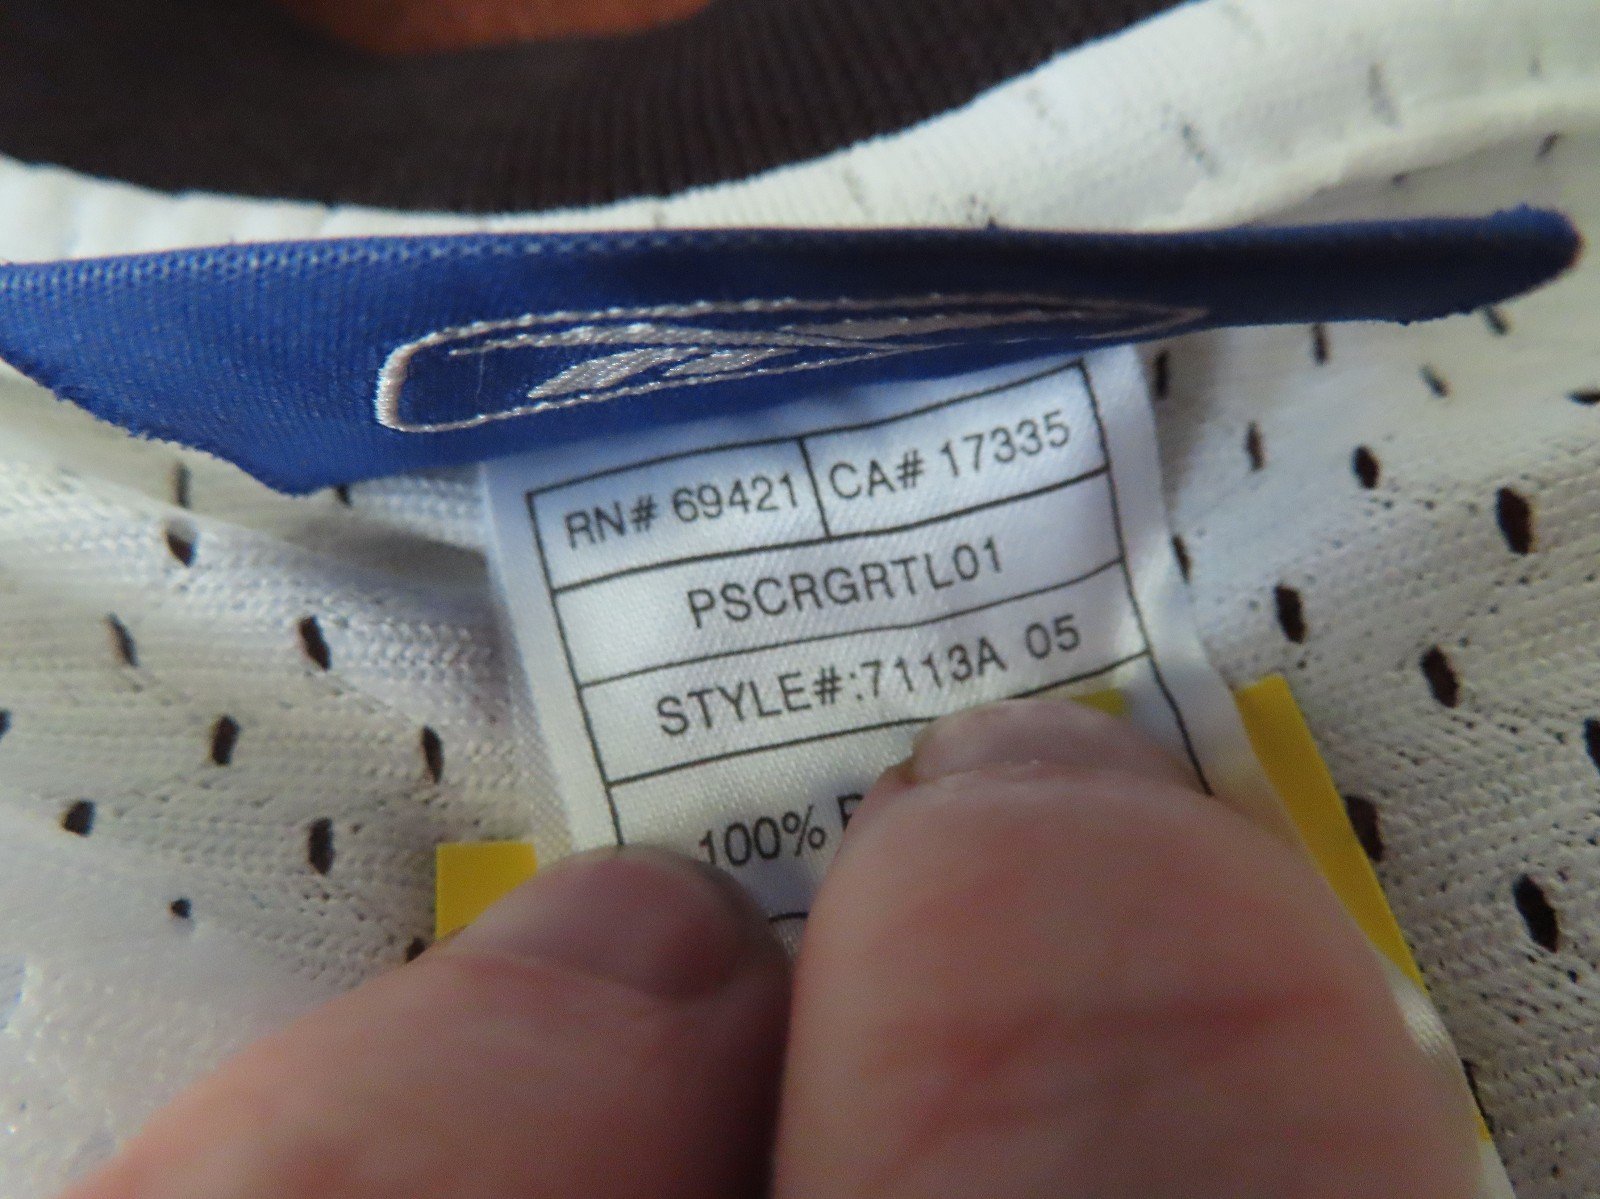 RN# 69421 CA# 17335
PSCRGRTL01
STYLE#:7113A 05
100%